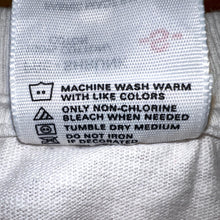 MACHINE WASH WARM
WITH LIKE COLORS
ONLY NON-CHLORINE
BLEACH WHEN NEEDED
TUMBLE DRY MEDIUM
DO NOT IRON
IF DECORATED